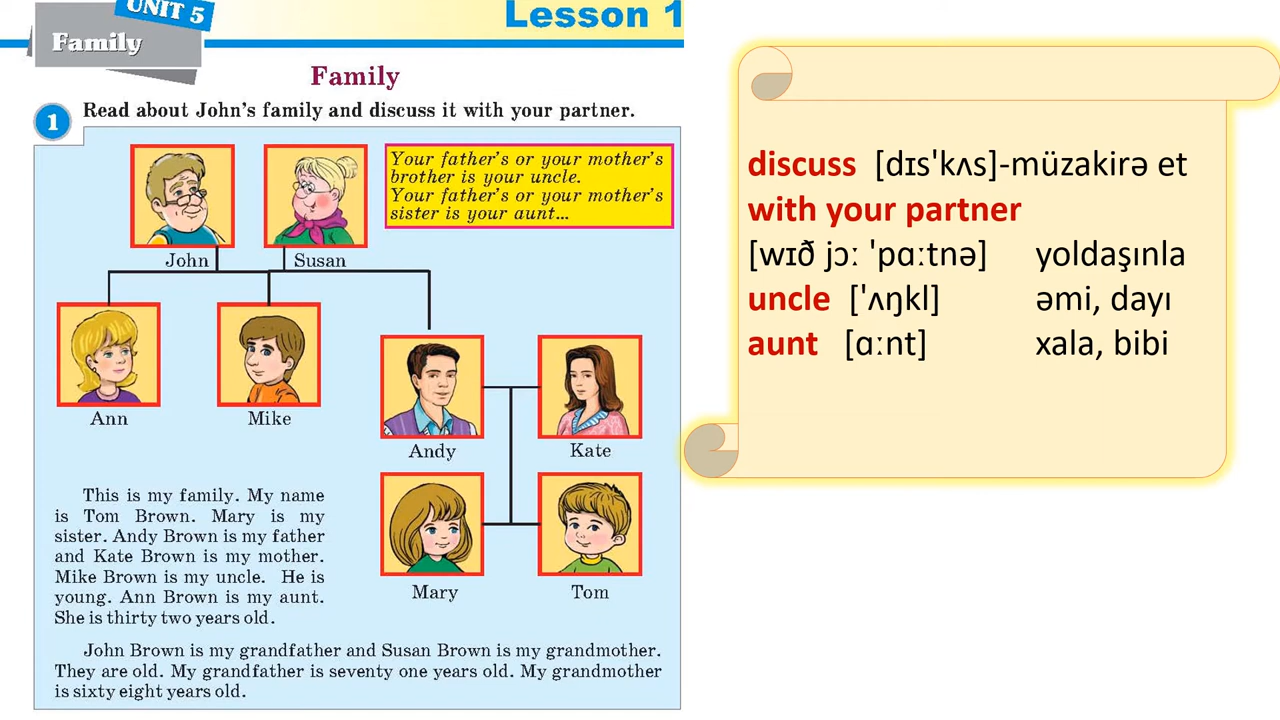 UNIT 5
Family
Lesson 1
Family
1 Read about John's family and discuss it with your partner.
Your father's or your mother's
brother is your uncle.
Your father's or your mother's
sister is your aunt...
John
Susan
Ann
Mike
Andy
Kate
Mary
Tom
This is my family. My name
is Tom Brown. Mary is my
sister. Andy Brown is my father
and Kate Brown is my mother.
Mike Brown is my uncle. He is
young. Ann Brown is my aunt.
She is thirty two years old.
John Brown is my grandfather and Susan Brown is my grandmother.
They are old. My grandfather is seventy one years old. My grandmother
is sixty eight years old.
discuss [dɪsˈkʌs]-müzakirə et
with your partner
[wɪð jɔː ˈpɑːtnə] yoldaşınla
uncle [ˈʌŋkl] əmi, dayı
aunt [ɑːnt] xala, bibi